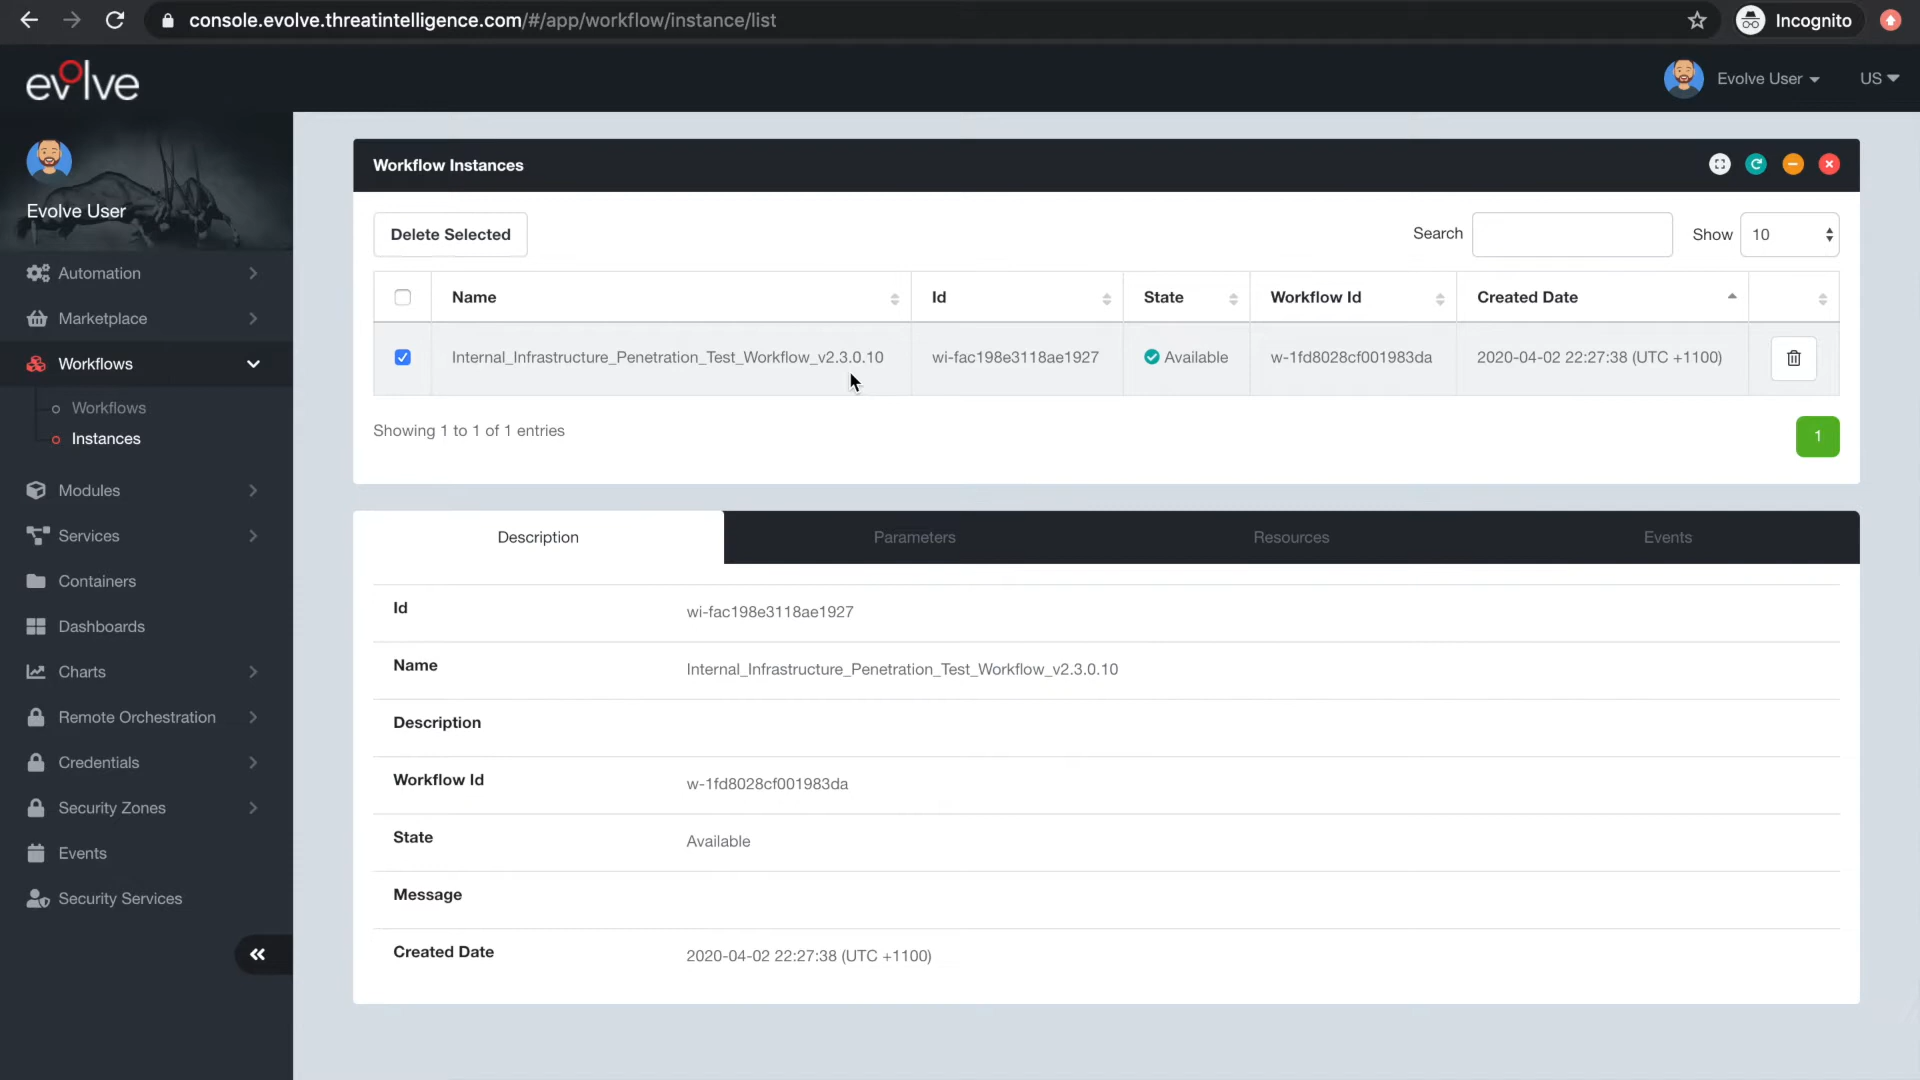 console.evolve.threatintelligence.com/#/app/workflow/instance/list
Incognito
evolve
Evolve User
US
Evolve User
Automation
Marketplace
Workflows
Workflows
Instances
Modules
Services
Containers
Dashboards
Charts
Remote Orchestration
Credentials
Security Zones
Events
Security Services
Workflow Instances
Delete Selected
Search
Show 10
Name Id State Workflow Id Created Date
Internal_Infrastructure_Penetration_Test_Workflow_v2.3.0.10 wi-fac198e3118ae1927 Available w-1fd8028cf001983da 2020-04-02 22:27:38 (UTC +1100)
Showing 1 to 1 of 1 entries
1
Description Parameters Resources Events
Id wi-fac198e3118ae1927
Name Internal_Infrastructure_Penetration_Test_Workflow_v2.3.0.10
Description
Workflow Id w-1fd8028cf001983da
State Available
Message
Created Date 2020-04-02 22:27:38 (UTC +1100)